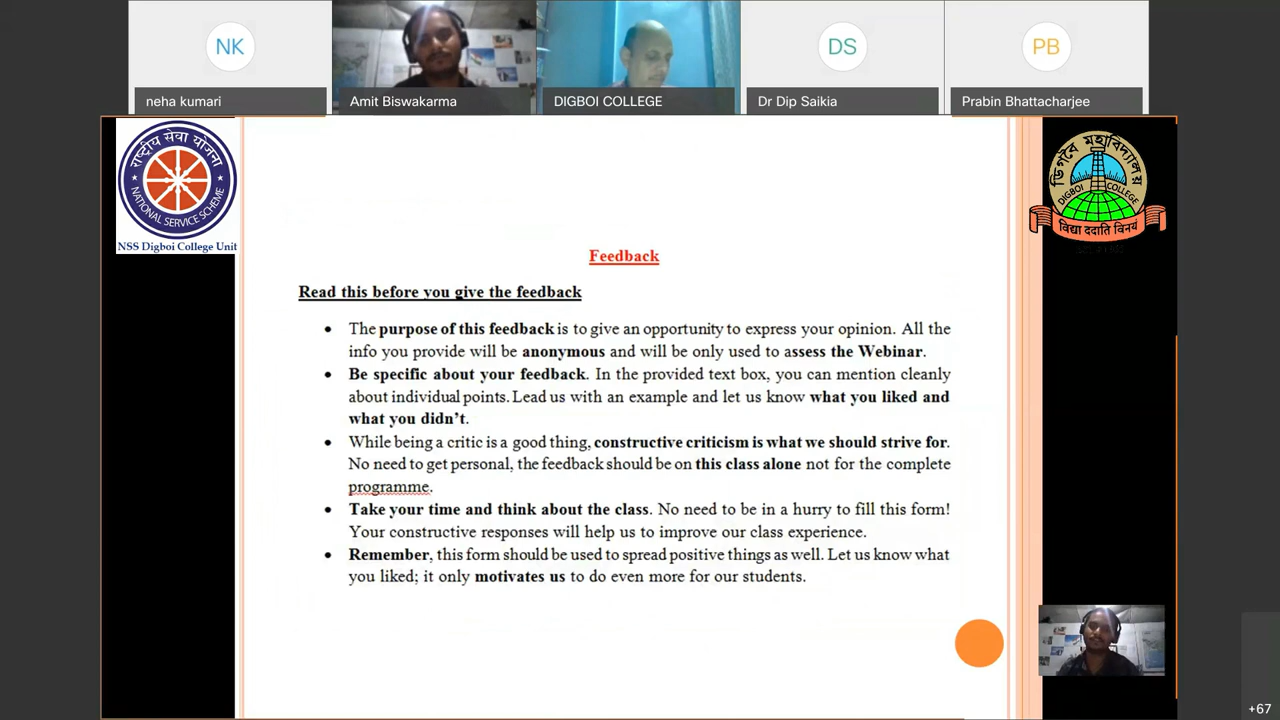 NK
DS
PB
neha kumari
Amit Biswakarma
DIGBOI COLLEGE
Dr Dip Saikia
Prabin Bhattacharjee
राष्ट्रीय सेवा योजना
NATIONAL SERVICE SCHEME
NSS Digboi College Unit
ডিগবৈ মহাবিদ্যালয়
DIGBOI COLLEGE
विद्या ददाति विनयं
Feedback
Read this before you give the feedback
• The purpose of this feedback is to give an opportunity to express your opinion. All the
info you provide will be anonymous and will be only used to assess the Webinar.
• Be specific about your feedback. In the provided text box, you can mention cleanly
about individual points. Lead us with an example and let us know what you liked and
what you didn't.
• While being a critic is a good thing, constructive criticism is what we should strive for.
No need to get personal, the feedback should be on this class alone not for the complete
programme.
• Take your time and think about the class. No need to be in a hurry to fill this form!
Your constructive responses will help us to improve our class experience.
• Remember, this form should be used to spread positive things as well. Let us know what
you liked; it only motivates us to do even more for our students.
+67